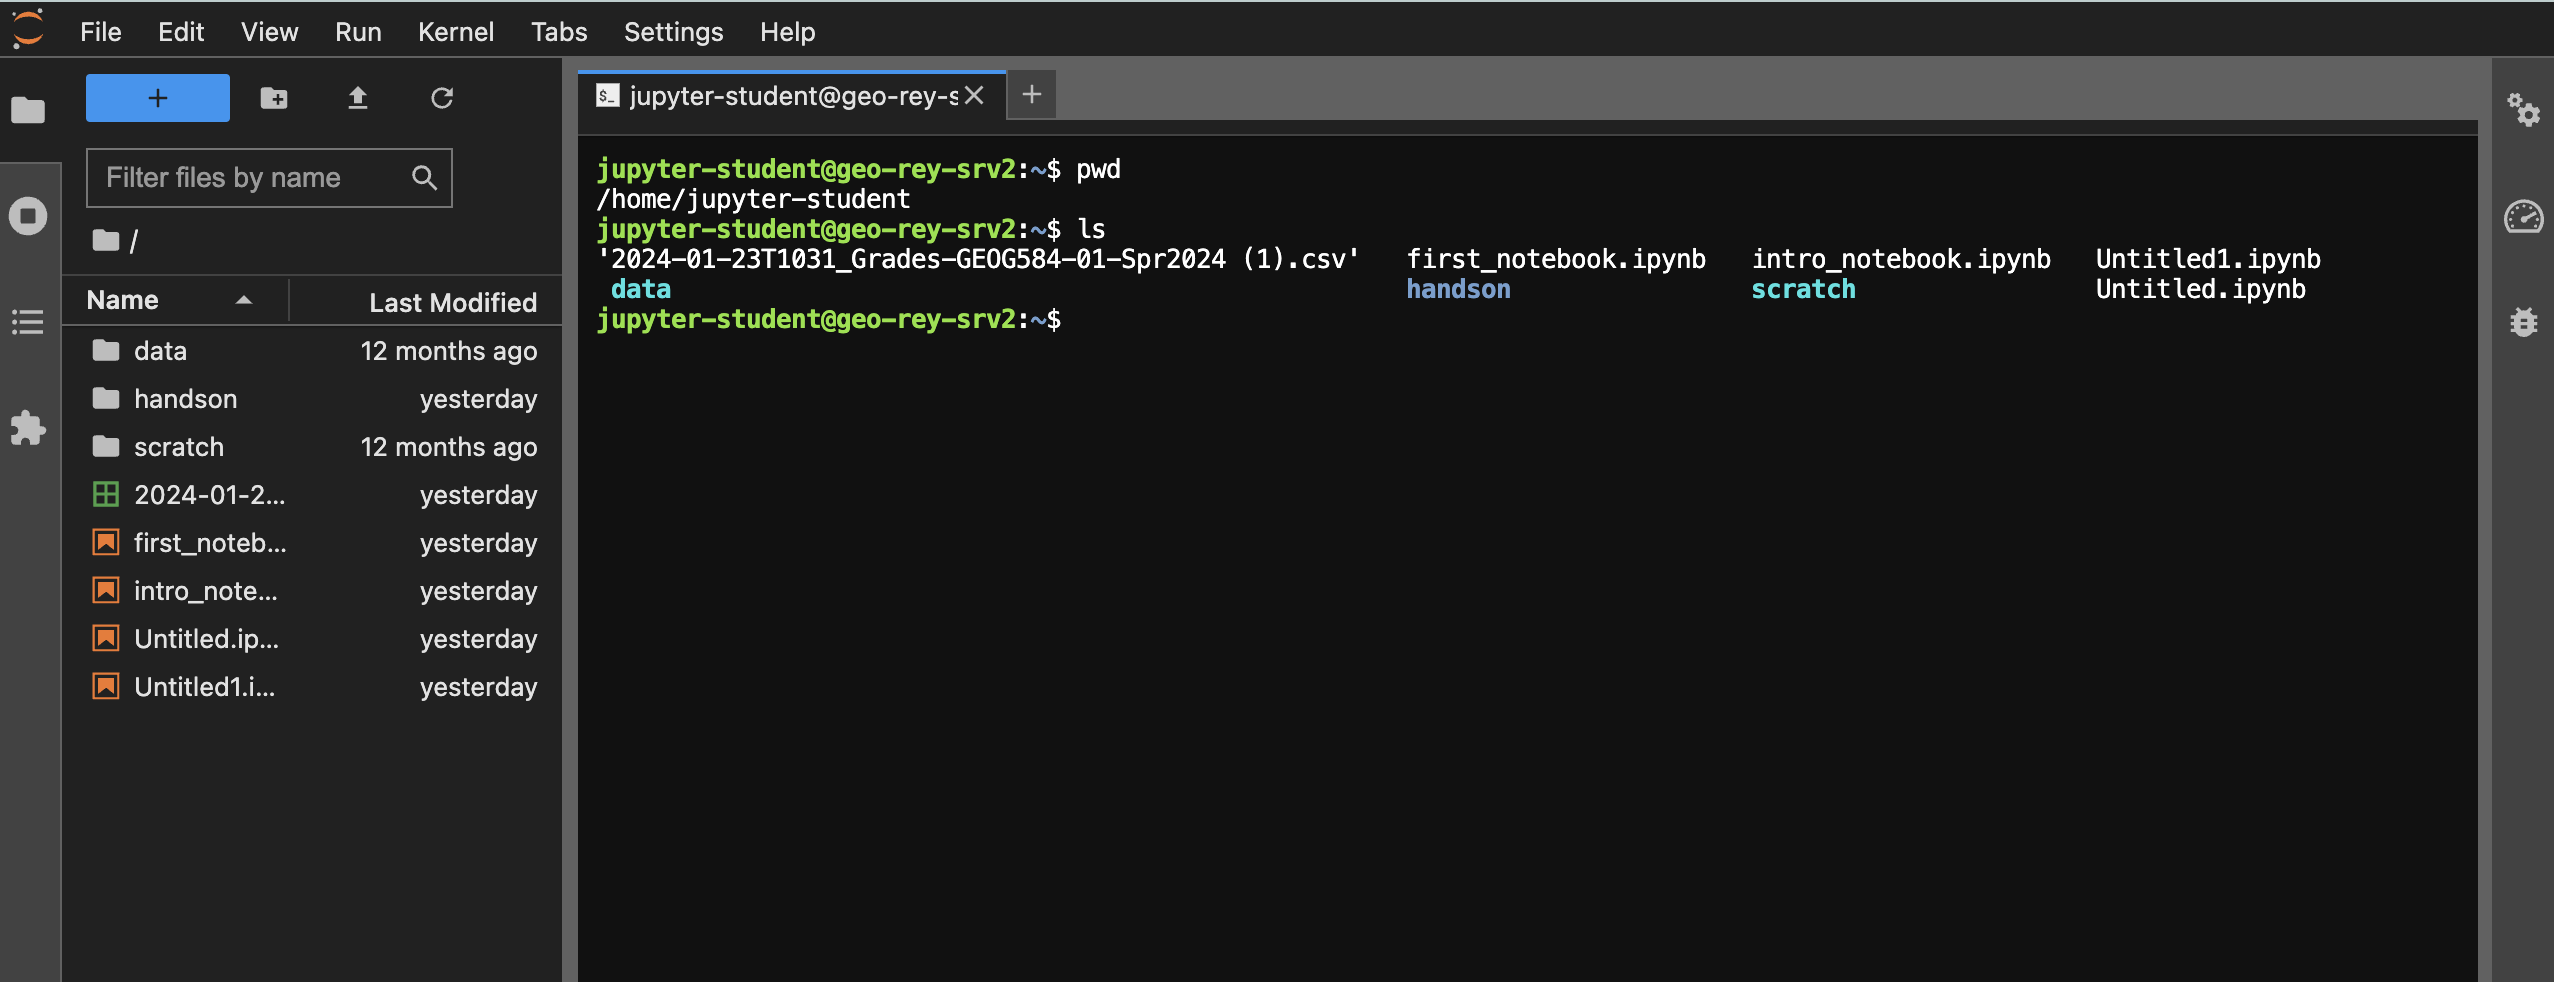 File Edit View Run Kernel Tabs Settings Help
+
Filter files by name
/
Name Last Modified
data 12 months ago
handson yesterday
scratch 12 months ago
2024-01-2... yesterday
first_noteb... yesterday
intro_note... yesterday
Untitled.ip... yesterday
Untitled1.i... yesterday
$_ jupyter-student@geo-rey-s
jupyter-student@geo-rey-srv2:~$ pwd
/home/jupyter-student
jupyter-student@geo-rey-srv2:~$ ls
'2024-01-23T1031_Grades-GEOG584-01-Spr2024 (1).csv' first_notebook.ipynb intro_notebook.ipynb Untitled1.ipynb
data handson scratch Untitled.ipynb
jupyter-student@geo-rey-srv2:~$